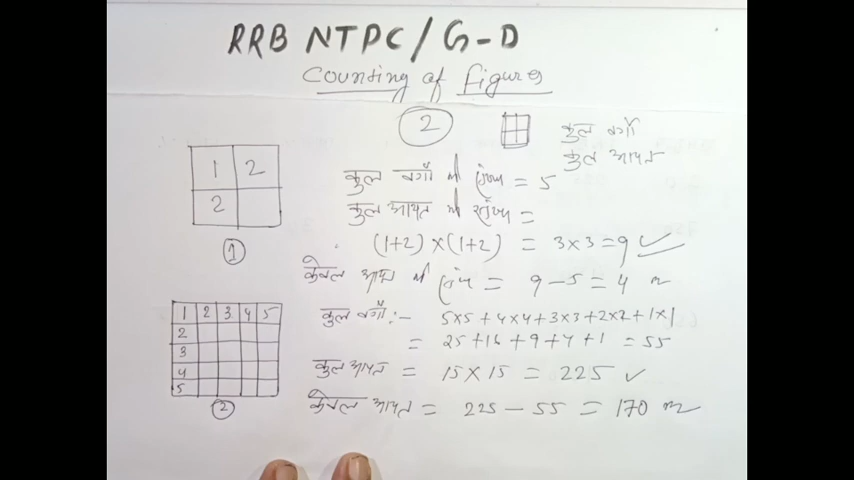 RRB NTPC / G-D
Counting of Figures
2
कुल वर्गों
कुल आयत
1 2
2
1
कुल वर्गों की संख्या = 5
कुल आयत की संख्या =
(1+2) × (1+2) = 3×3 = 9
केवल आयत की संख्या = 9 - 5 = 4
1 2 3 4 5
2
3
4
5
2
कुल वर्गों :- 5×5 + 4×4 + 3×3 + 2×2 + 1×1
= 25 + 16 + 9 + 4 + 1 = 55
कुल आयत = 15 × 15 = 225
केवल आयत = 225 - 55 = 170